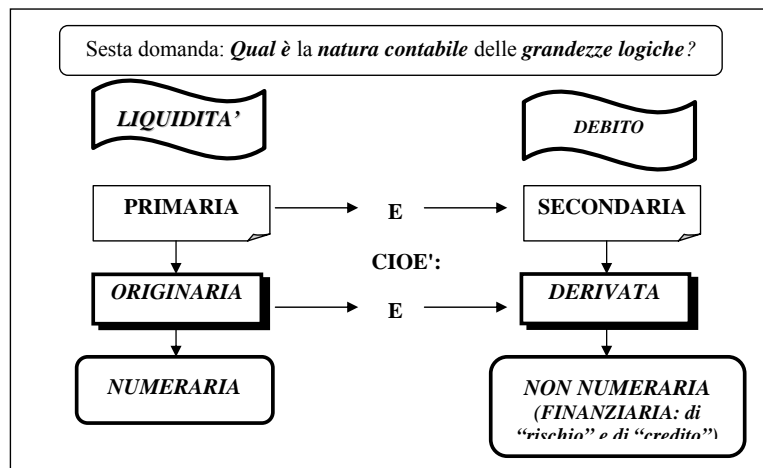 Sesta domanda: Qual è la natura contabile delle grandezze logiche?
LIQUIDITA’
DEBITO
PRIMARIA
E
SECONDARIA
CIOE':
ORIGINARIA
E
DERIVATA
NUMERARIA
NON NUMERARIA
(FINANZIARIA: di
“rischio” e di “credito”)